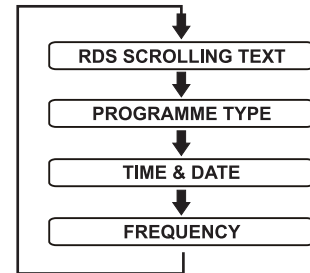 RDS SCROLLING TEXT
PROGRAMME TYPE
TIME & DATE
FREQUENCY